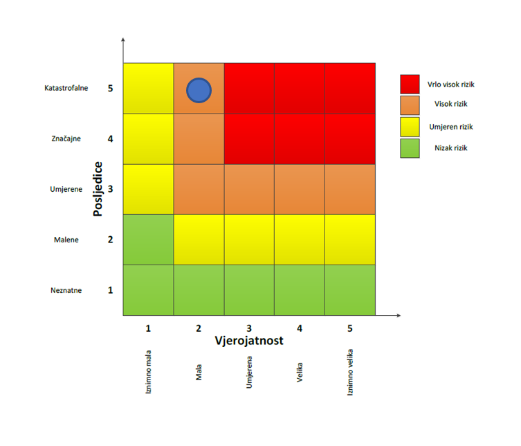 Katastrofalne 5
Značajne 4
Umjerene 3
Malene 2
Neznatne 1
Posljedice
1 2 3 4 5
Vjerojatnost
Iznimno mala
Mala
Umjerena
Velika
Iznimno velika
Vrlo visok rizik
Visok rizik
Umjeren rizik
Nizak rizik